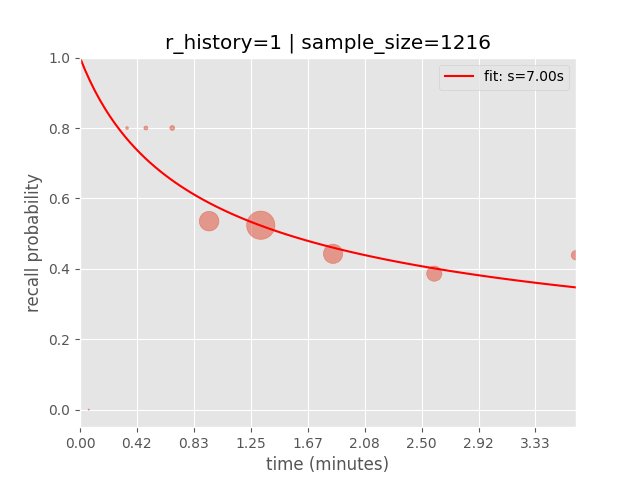 r_history=1 | sample_size=1216
fit: s=7.00s
recall probability
1.0
0.8
0.6
0.4
0.2
0.0
0.00 0.42 0.83 1.25 1.67 2.08 2.50 2.92 3.33
time (minutes)